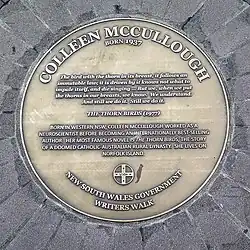 COLLEEN MCCULLOUGH
BORN 1937
The bird with the thorn in its breast, it follows an
immutable law; it is driven by it knows not what to
impale itself, and die singing... But we, when we put
the thorns in our breasts, we know. We understand.
And still we do it. Still we do it.
THE THORN BIRDS (1977)
BORN IN WESTERN NSW, COLLEEN MCCULLOUGH WORKED AS A
NEUROSCIENTIST BEFORE BECOMING AN INTERNATIONALLY BEST-SELLING
AUTHOR. HER MOST FAMOUS BOOK IS THE THORN BIRDS, THE STORY
OF A DOOMED CATHOLIC-AUSTRALIAN RURAL DYNASTY. SHE LIVES ON
NORFOLK ISLAND.
NEW SOUTH WALES GOVERNMENT
WRITERS WALK